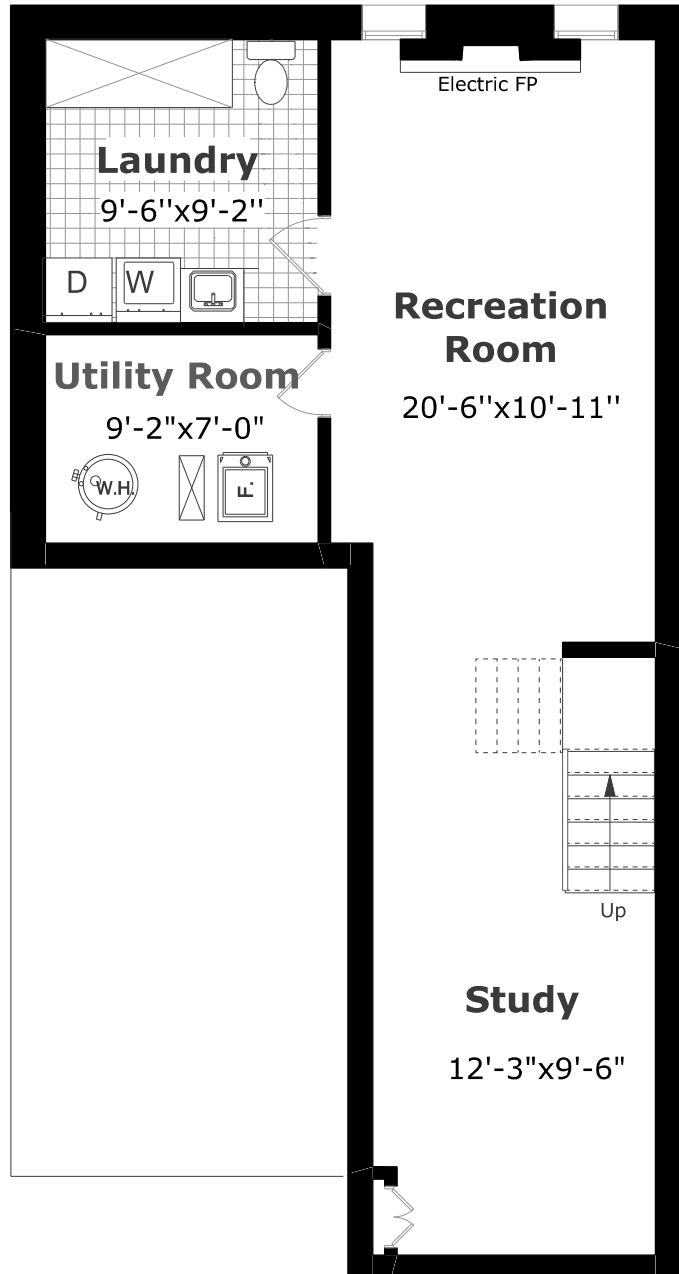 Electric FP
Laundry
9'-6''x9'-2''
D
W
Recreation
Room
20'-6''x10'-11''
Utility Room
9'-2"x7'-0"
W.H.
F.
Up
Study
12'-3"x9'-6"